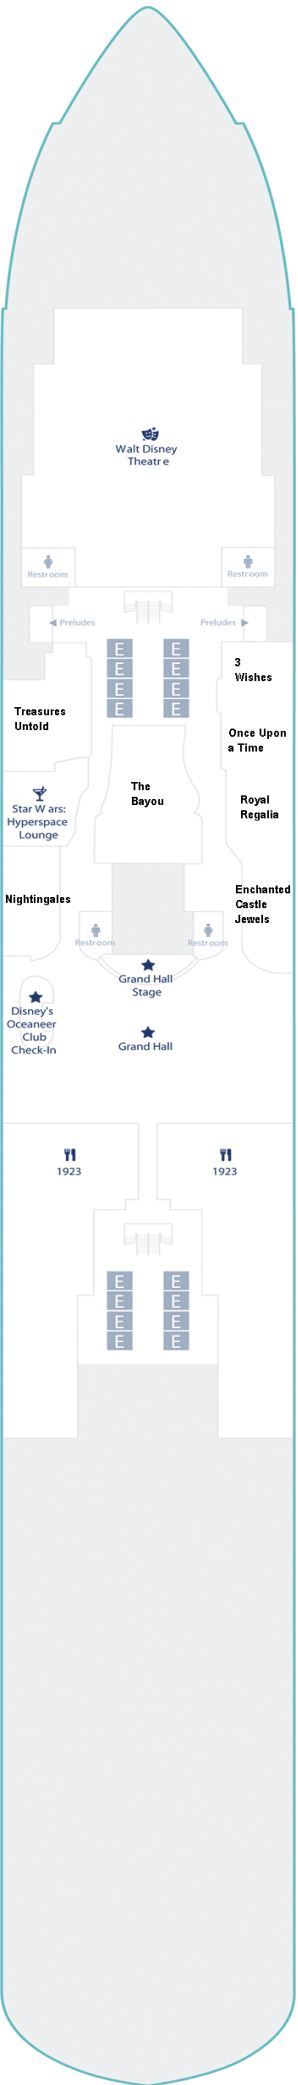 Walt Disney
Theatre
Restroom
Restroom
Preludes
Preludes
E E
E E
E E
E E
3
Wishes
Treasures
Untold
Once Upon
a Time
The
Bayou
Star Wars:
Hyperspace
Lounge
Royal
Regalia
Nightingales
Enchanted
Castle
Jewels
Restroom
Restroom
Grand Hall
Stage
Disney's
Oceaneer
Club
Check-In
Grand Hall
1923
1923
E E
E E
E E
E E